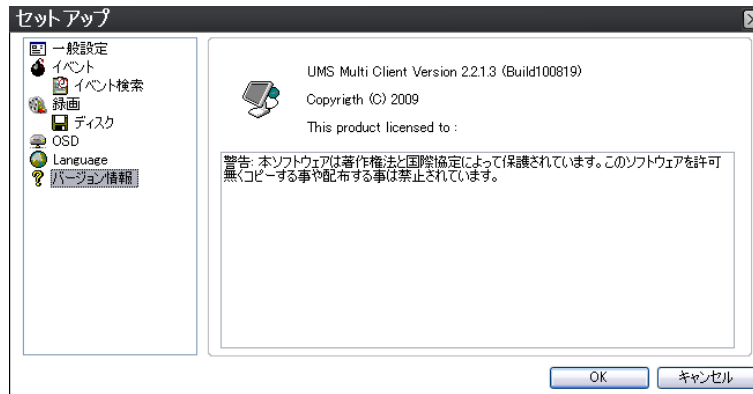 セットアップ
一般設定
イベント
イベント検索
録画
ディスク
OSD
Language
バージョン情報
UMS Multi Client Version 2.2.1.3 (Build100819)
Copyrigth (C) 2009
This product licensed to :
警告: 本ソフトウェアは著作権法と国際協定によって保護されています。このソフトウェアを許可
無くコピーする事や配布する事は禁止されています。
OK
キャンセル